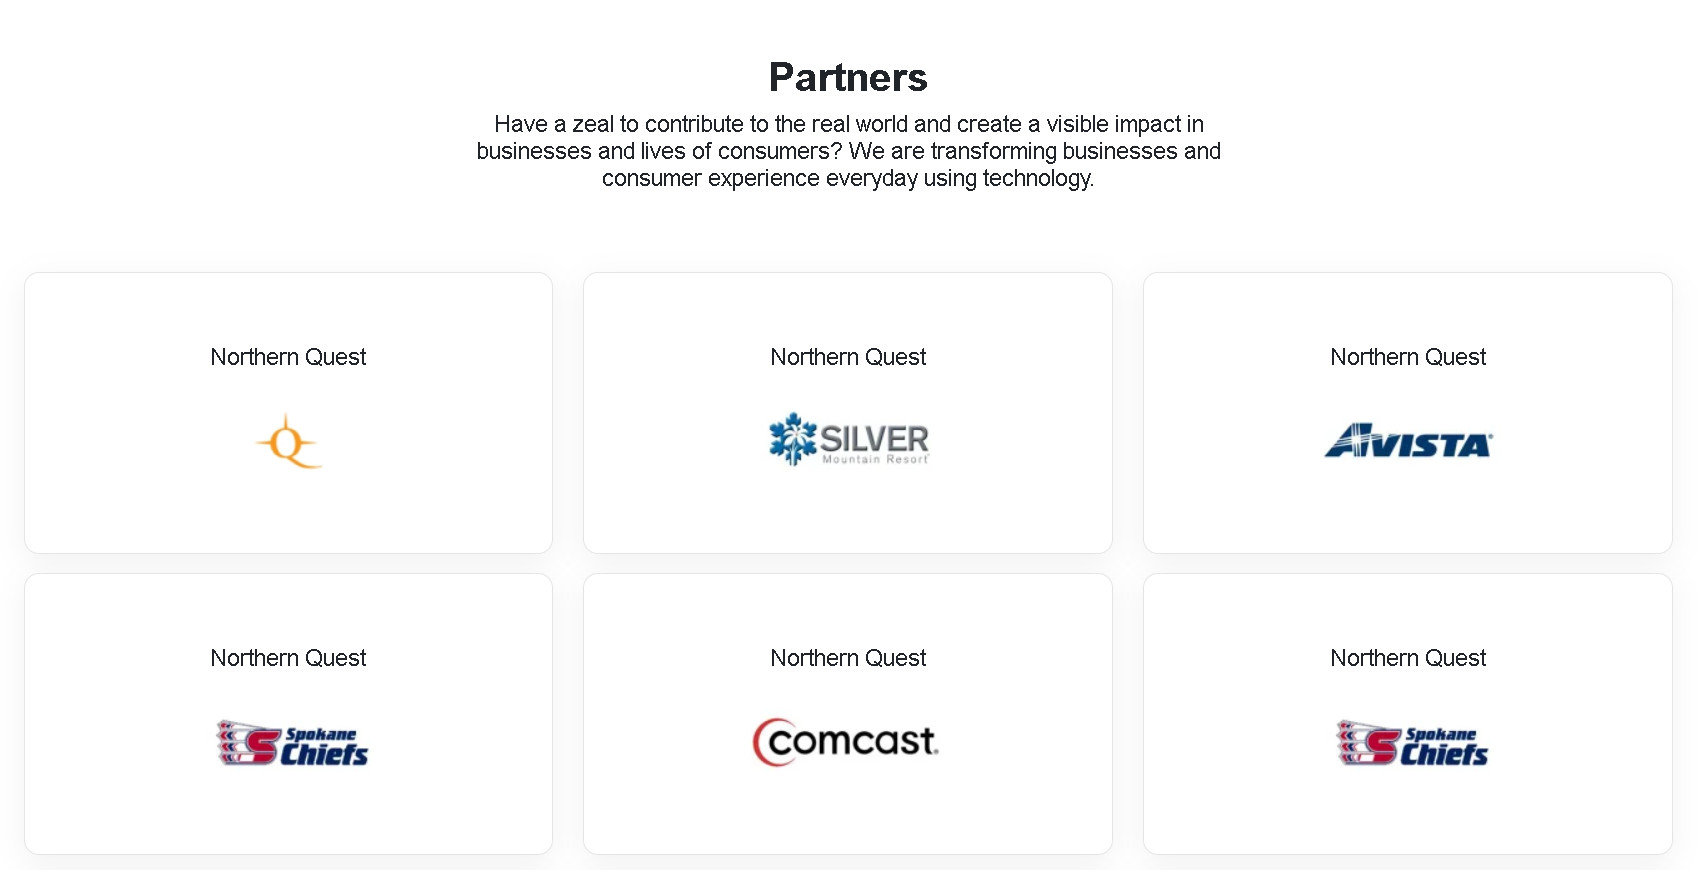 Partners
Have a zeal to contribute to the real world and create a visible impact in
businesses and lives of consumers? We are transforming businesses and
consumer experience everyday using technology.
Northern Quest
Northern Quest
Northern Quest
Q
SILVER
Mountain Resort
AVISTA®
Northern Quest
Northern Quest
Northern Quest
S Spokane
Chiefs
Comcast.
S Spokane
Chiefs